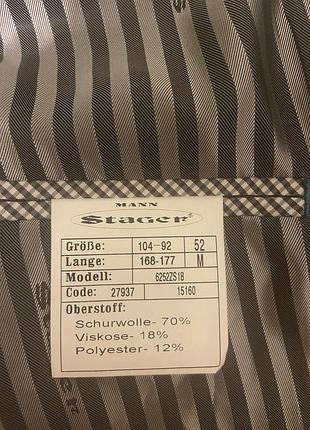 MANN
Stager
Größe: 104-92 52
Lange: 168-177 M
Modell: 6252ZS18
Code: 27937 15160
Oberstoff:
Schurwolle- 70%
Viskose- 18%
Polyester- 12%